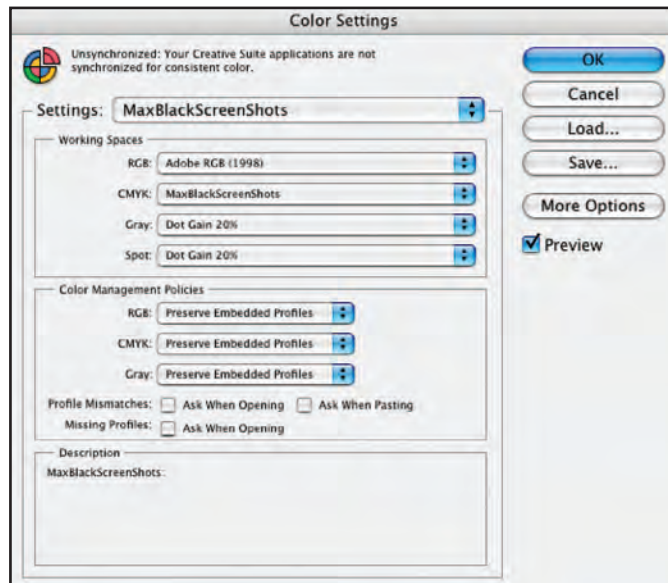 Color Settings
Unsynchronized: Your Creative Suite applications are not
synchronized for consistent color.
OK
Cancel
Load...
Save...
More Options
Preview
Settings: MaxBlackScreenShots
Working Spaces
RGB: Adobe RGB (1998)
CMYK: MaxBlackScreenShots
Gray: Dot Gain 20%
Spot: Dot Gain 20%
Color Management Policies
RGB: Preserve Embedded Profiles
CMYK: Preserve Embedded Profiles
Gray: Preserve Embedded Profiles
Profile Mismatches: Ask When Opening Ask When Pasting
Missing Profiles: Ask When Opening
Description
MaxBlackScreenShots: